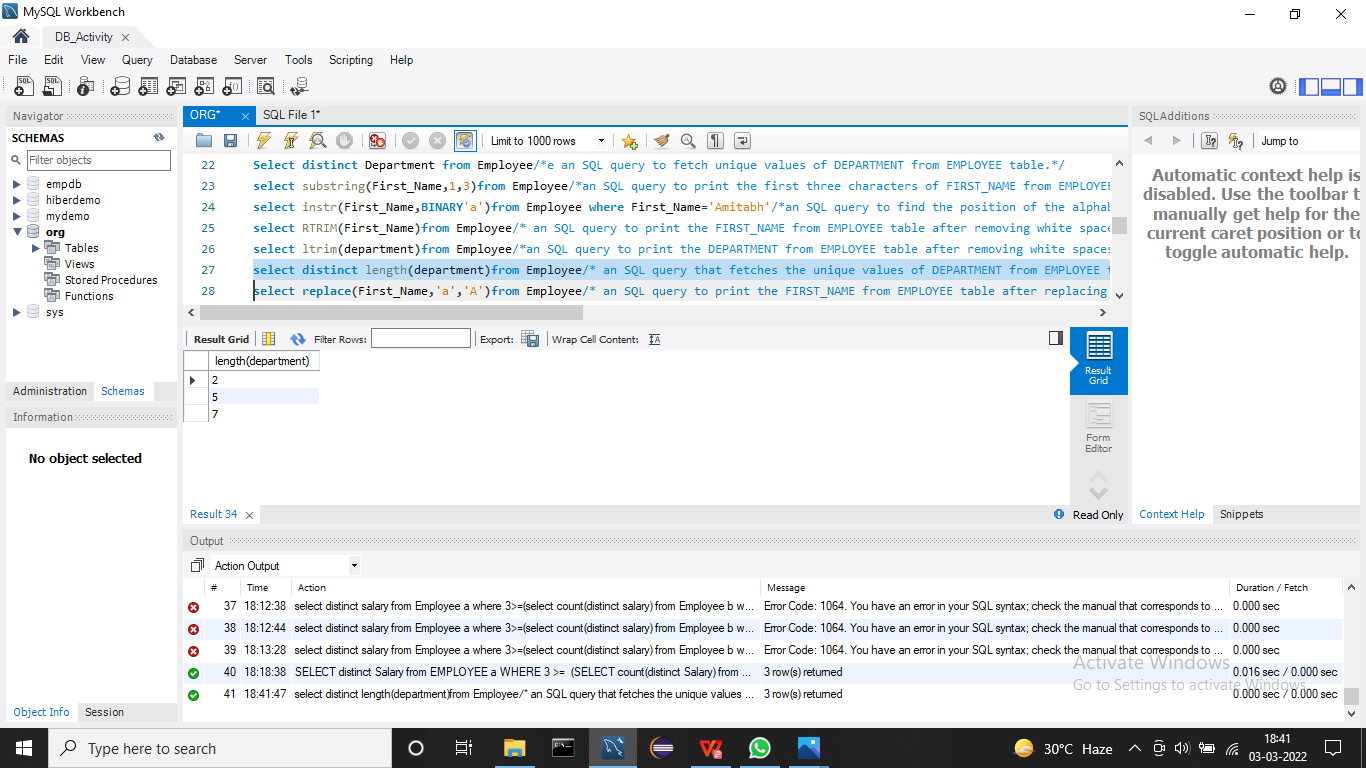 MySQL Workbench
DB_Activity
File Edit View Query Database Server Tools Scripting Help
Navigator
SCHEMAS
Filter objects
empdb
hiberdemo
mydemo
org
Tables
Views
Stored Procedures
Functions
sys
Administration Schemas
Information
No object selected
Object Info Session
ORG* SQL File 1*
Limit to 1000 rows
22 Select distinct Department from Employee/*e an SQL query to fetch unique values of DEPARTMENT from EMPLOYEE table.*/
23 select substring(First_Name,1,3)from Employee/*an SQL query to print the first three characters of FIRST_NAME from EMPLOYEE
24 select instr(First_Name,BINARY'a')from Employee where First_Name='Amitabh'/*an SQL query to find the position of the alphab
25 select RTRIM(First_Name)from Employee/* an SQL query to print the FIRST_NAME from EMPLOYEE table after removing white space
26 select ltrim(department)from Employee/*an SQL query to print the DEPARTMENT from EMPLOYEE table after removing white spaces
27 select distinct length(department)from Employee/* an SQL query that fetches the unique values of DEPARTMENT from EMPLOYEE t
28 select replace(First_Name,'a','A')from Employee/* an SQL query to print the FIRST_NAME from EMPLOYEE table after replacing
Result Grid Filter Rows: Export: Wrap Cell Content:
length(department)
2
5
7
Result Grid
Form Editor
Result 34
Read Only
SQLAdditions
Jump to
Automatic context help is
disabled. Use the toolbar t
manually get help for the
current caret position or to
toggle automatic help.
Context Help Snippets
Output
Action Output
# Time Action Message Duration / Fetch
37 18:12:38 select distinct salary from Employee a where 3>=(select count(distinct salary) from Employee b w... Error Code: 1064. You have an error in your SQL syntax; check the manual that corresponds to ... 0.000 sec
38 18:12:44 select distinct salary from Employee a where 3>=(select count(distinct salary) from Employee b w... Error Code: 1064. You have an error in your SQL syntax; check the manual that corresponds to ... 0.000 sec
39 18:13:28 select distinct salary from Employee a where 3>=(select count(distinct salary) from Employee b w... Error Code: 1064. You have an error in your SQL syntax; check the manual that corresponds to ... 0.000 sec
40 18:18:38 SELECT distinct Salary from EMPLOYEE a WHERE 3 >= (SELECT count(distinct Salary) from ... 3 row(s) returned 0.016 sec / 0.000 sec
41 18:41:47 select distinct length(department)from Employee/* an SQL query that fetches the unique values ... 3 row(s) returned 0.000 sec / 0.000 sec
Activate Windows
Go to Settings to activate Windows.
Type here to search
30°C Haze
18:41
03-03-2022